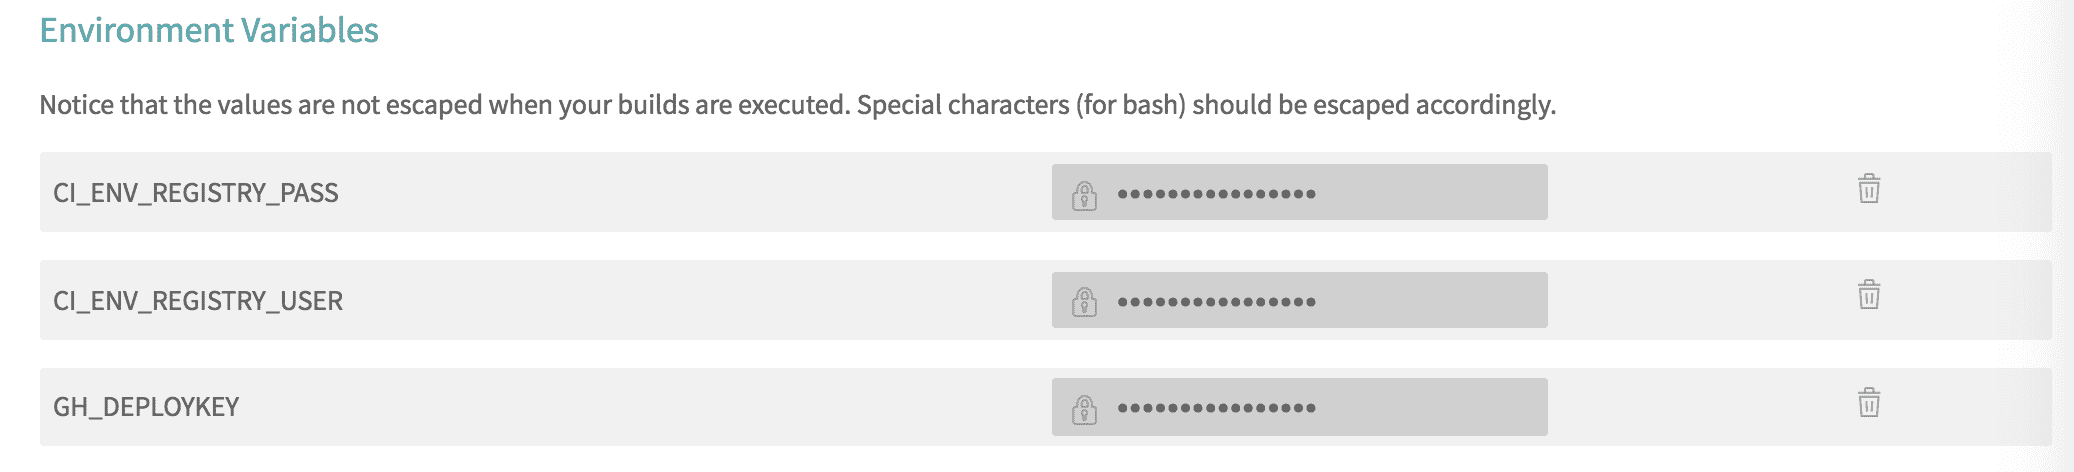 Environment Variables
Notice that the values are not escaped when your builds are executed. Special characters (for bash) should be escaped accordingly.
CI_ENV_REGISTRY_PASS ••••••••••••••••
CI_ENV_REGISTRY_USER ••••••••••••••••
GH_DEPLOYKEY ••••••••••••••••